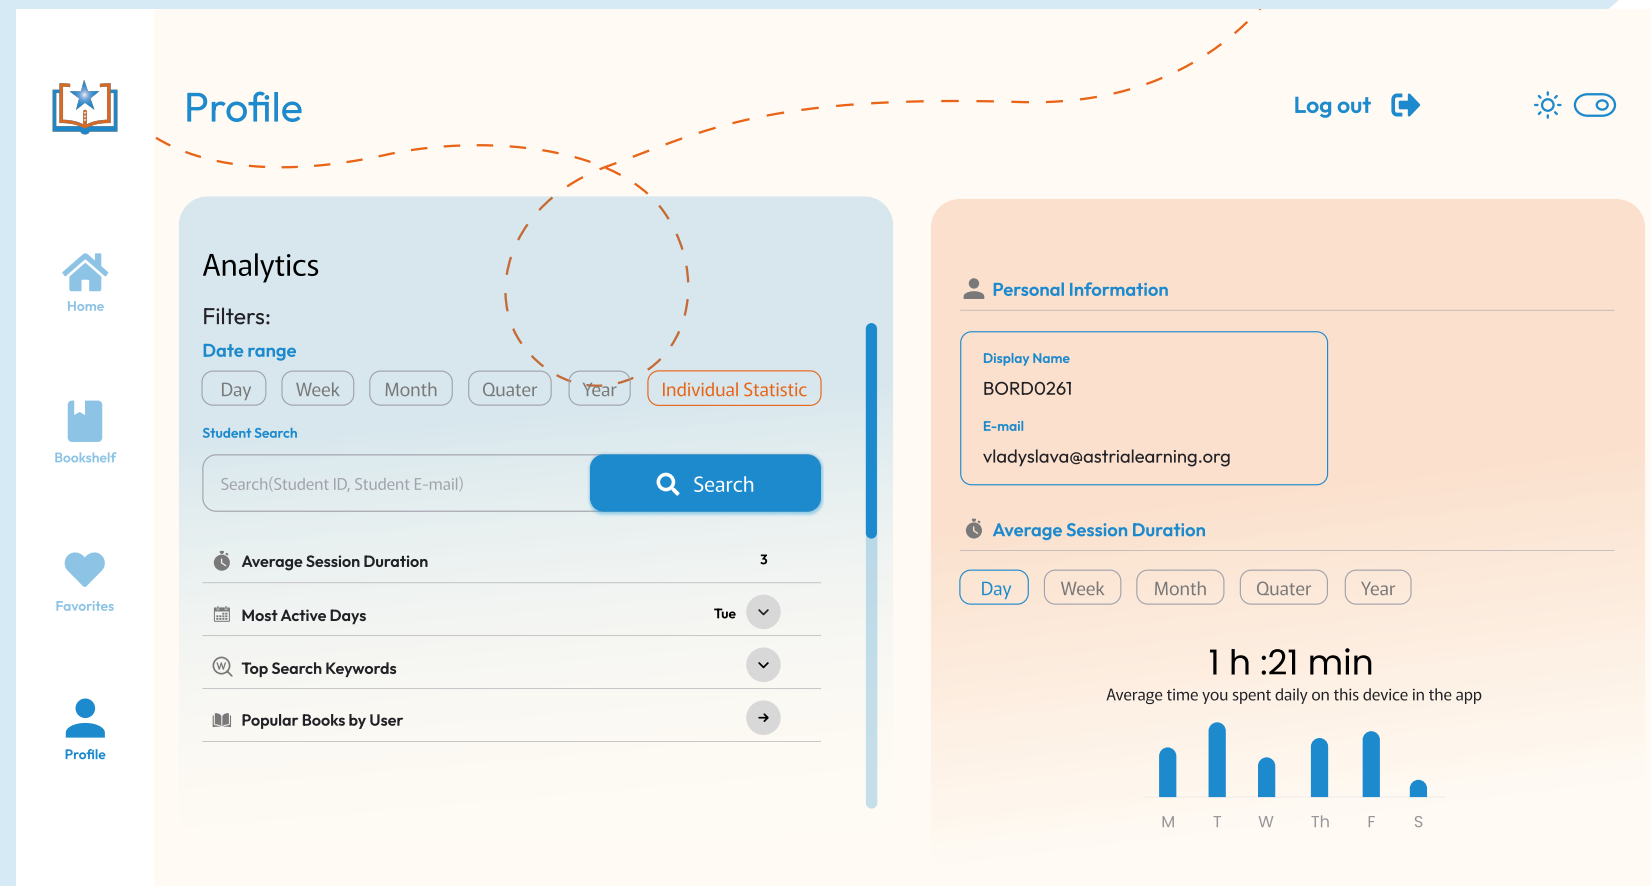 Profile
Log out
Home
Bookshelf
Favorites
Profile
Analytics
Filters:
Date range
Day Week Month Quater Year Individual Statistic
Student Search
Search(Student ID, Student E-mail) Search
Average Session Duration 3
Most Active Days Tue
W Top Search Keywords
Popular Books by User
Personal Information
Display Name
BORD0261
E-mail
vladyslava@astrialearning.org
Average Session Duration
Day Week Month Quater Year
1 h :21 min
Average time you spent daily on this device in the app
M T W Th F S